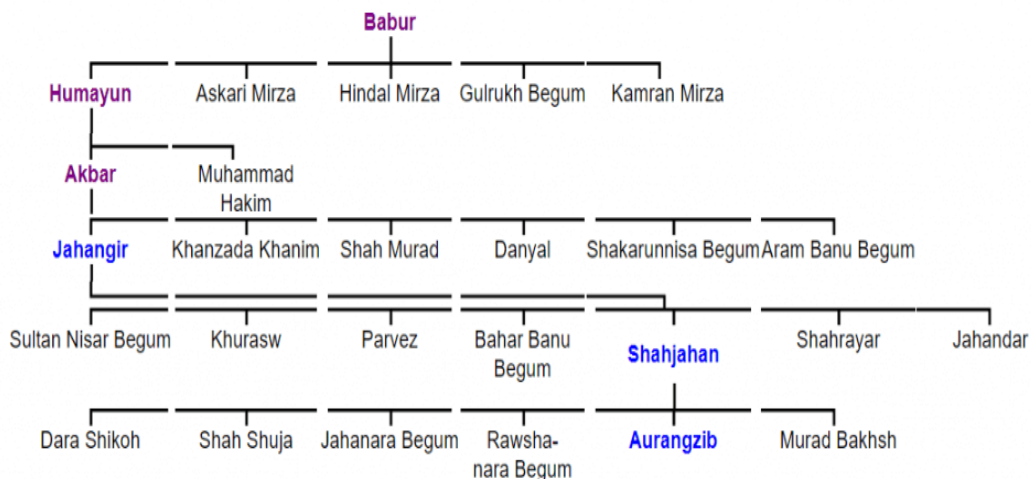 Babur
Humayun Askari Mirza Hindal Mirza Gulrukh Begum Kamran Mirza
Akbar Muhammad
Hakim
Jahangir Khanzada Khanim Shah Murad Danyal Shakarunnisa Begum Aram Banu Begum
Sultan Nisar Begum Khurasw Parvez Bahar Banu
Begum Shahjahan Shahrayar Jahandar
Dara Shikoh Shah Shuja Jahanara Begum Rawsha-
nara Begum Aurangzib Murad Bakhsh